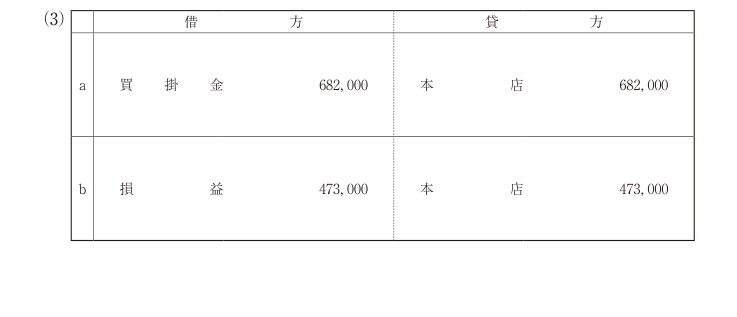 (3)
借 方 貸 方
a 買 掛 金 682,000 本 店 682,000
b 損 益 473,000 本 店 473,000